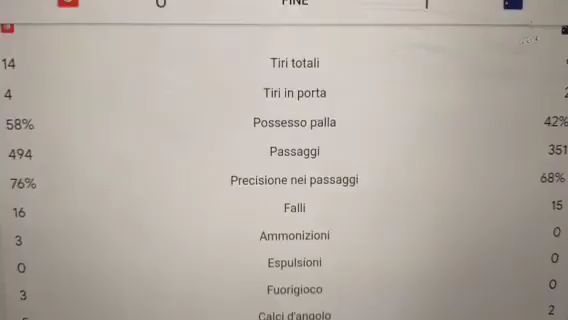 0 FINE 1
14 Tiri totali
4 Tiri in porta 2
58% Possesso palla 42%
494 Passaggi 351
76% Precisione nei passaggi 68%
16 Falli 15
3 Ammonizioni 0
0 Espulsioni 0
3 Fuorigioco 0
Calci d'angolo 2